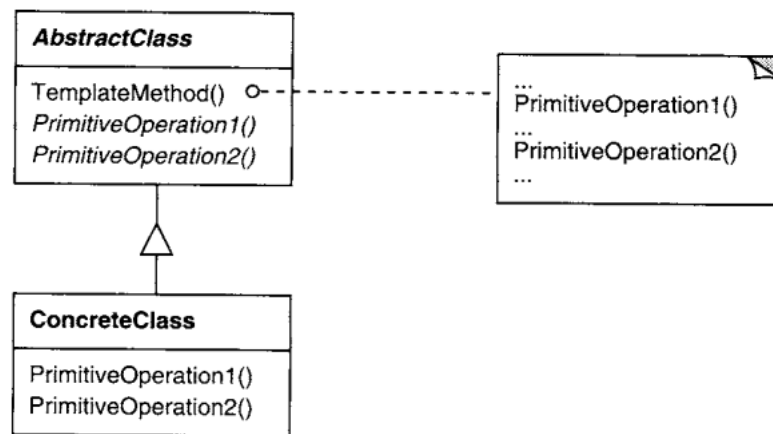 AbstractClass
TemplateMethod()
PrimitiveOperation1()
PrimitiveOperation2()
...
PrimitiveOperation1()
...
PrimitiveOperation2()
...
ConcreteClass
PrimitiveOperation1()
PrimitiveOperation2()